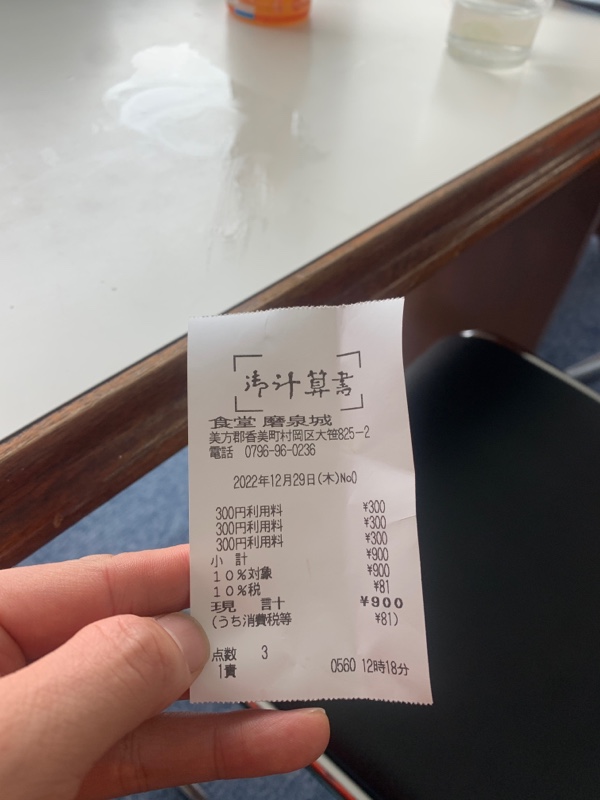 御計算書
食堂 磨泉城
美方郡香美町村岡区大笹825-2
電話 0796-96-0236
2022年12月29日(木)No0
300円利用料 ¥300
300円利用料 ¥300
300円利用料 ¥300
小 計 ¥900
10%対象 ¥900
10%税 ¥81
現 計 ¥900
(うち消費税等 ¥81)
点数 3
1責 0560 12時18分